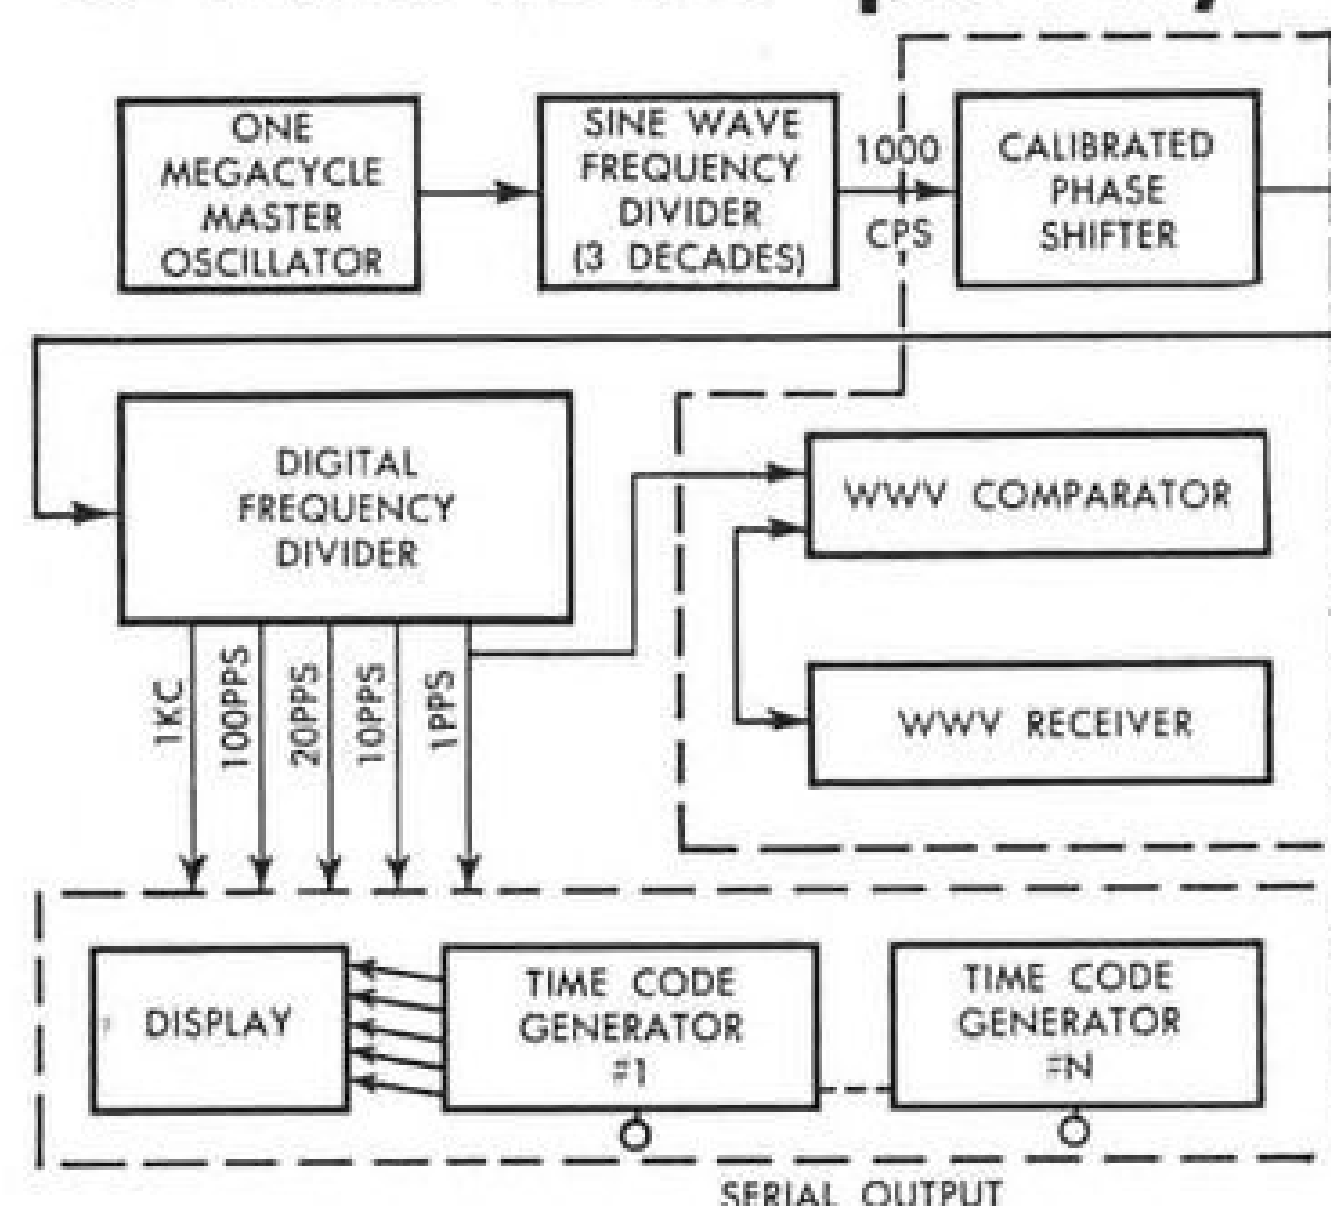 ONE
MEGACYCLE
MASTER
OSCILLATOR
SINE WAVE
FREQUENCY
DIVIDER
(3 DECADES)
1000
CPS
CALIBRATED
PHASE
SHIFTER
DIGITAL
FREQUENCY
DIVIDER
WWV COMPARATOR
WWV RECEIVER
1KC
100PPS
20PPS
10PPS
1PPS
DISPLAY
TIME CODE
GENERATOR
#1
TIME CODE
GENERATOR
#N
SERIAL OUTPUT